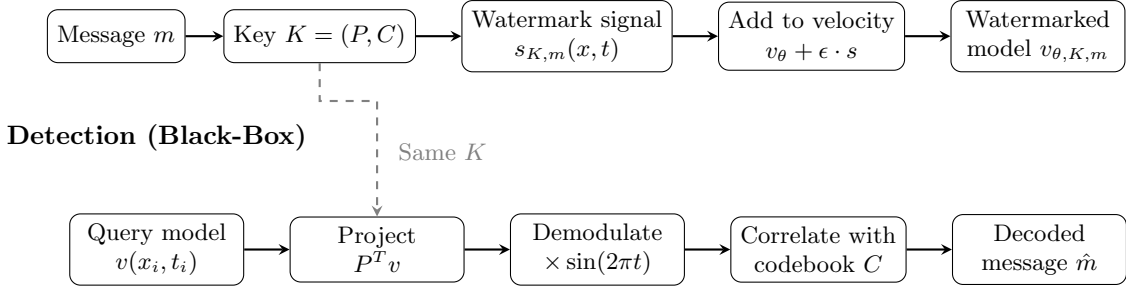 Message m
Key K = (P, C)
Watermark signal
s_{K,m}(x, t)
Add to velocity
v_θ + ϵ · s
Watermarked
model v_{θ,K,m}
Detection (Black-Box)
Same K
Query model
v(x_i, t_i)
Project
P^T v
Demodulate
× sin(2πt)
Correlate with
codebook C
Decoded
message m̂